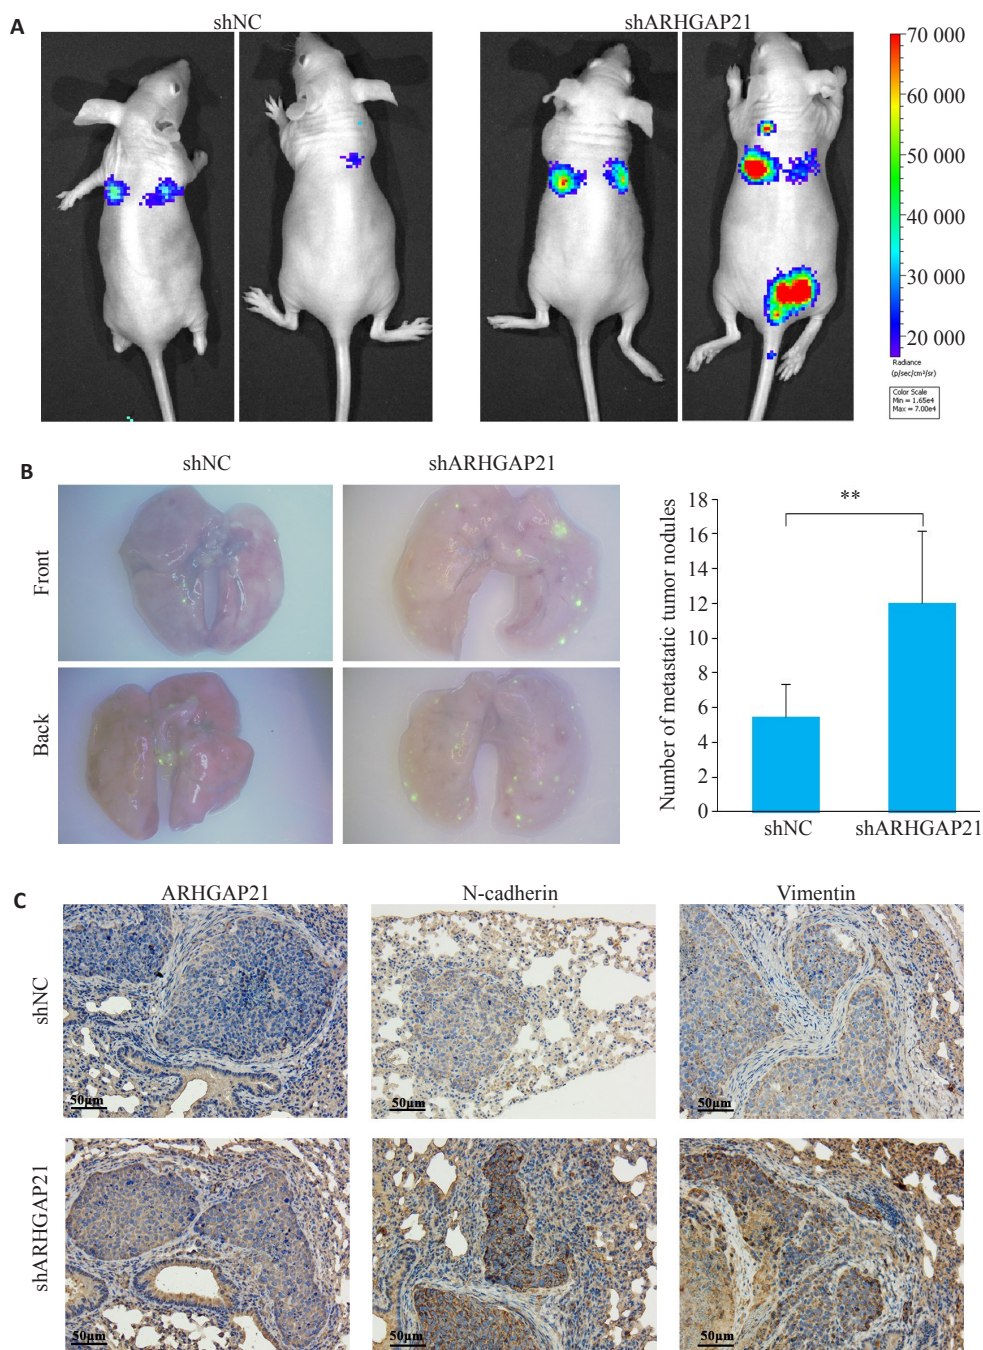 A
shNC
shARHGAP21
70 000
60 000
50 000
40 000
30 000
20 000
Radiance
(p/sec/cm²/sr)
Color Scale
Min = 1.65e4
Max = 7.00e4
B
shNC
shARHGAP21
Front
Back
Number of metastatic tumor nodules
18
16
14
12
10
8
6
4
2
0
**
shNC
shARHGAP21
C
ARHGAP21
N-cadherin
Vimentin
shNC
50μm
50μm
50μm
shARHGAP21
50μm
50μm
50μm